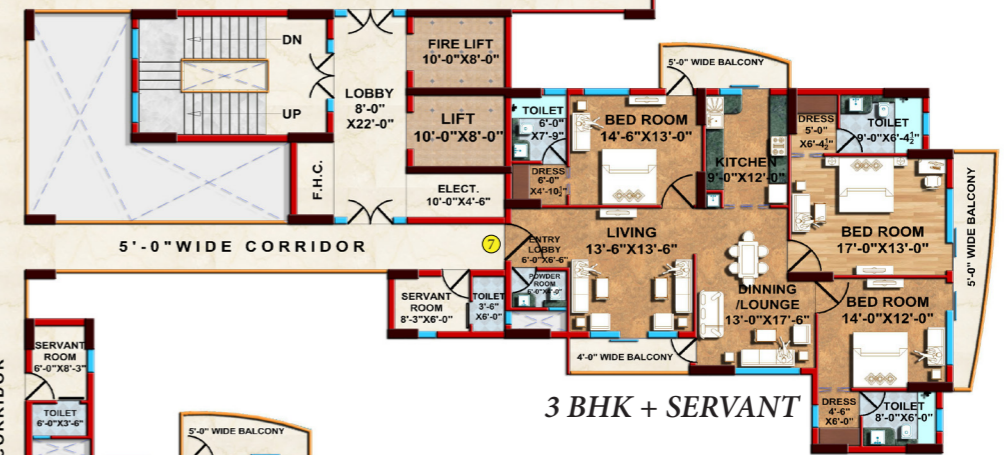 DN
UP
LOBBY
8'-0"
X22'-0"
FIRE LIFT
10'-0"X8'-0"
LIFT
10'-0"X8'-0"
F.H.C.
ELECT.
10'-0"X4'-6"
5'-0" WIDE CORRIDOR
7
5'-0" WIDE BALCONY
TOILET
6'-0"
X7'-9"
DRESS
6'-0"
X4'-10½"
BED ROOM
14'-6"X13'-0"
KITCHEN
9'-0"X12'-0"
DRESS
5'-0"
X6'-4½"
TOILET
9'-0"X6'-4½"
BED ROOM
17'-0"X13'-0"
5'-0" WIDE BALCONY
ENTRY
LOBBY
6'-0"X6'-6"
LIVING
13'-6"X13'-6"
POWDER
ROOM
DINNING
/LOUNGE
13'-0"X17'-6"
BED ROOM
14'-0"X12'-0"
SERVANT
ROOM
8'-3"X6'-0"
TOILET
3'-6"
X6'-0"
4'-0" WIDE BALCONY
DRESS
4'-6"
X6'-0"
TOILET
8'-0"X6'-0"
3 BHK + SERVANT
SERVANT
ROOM
6'-0"X8'-3"
TOILET
6'-0"X3'-6"
CORRIDOR
5'-0" WIDE BALCONY